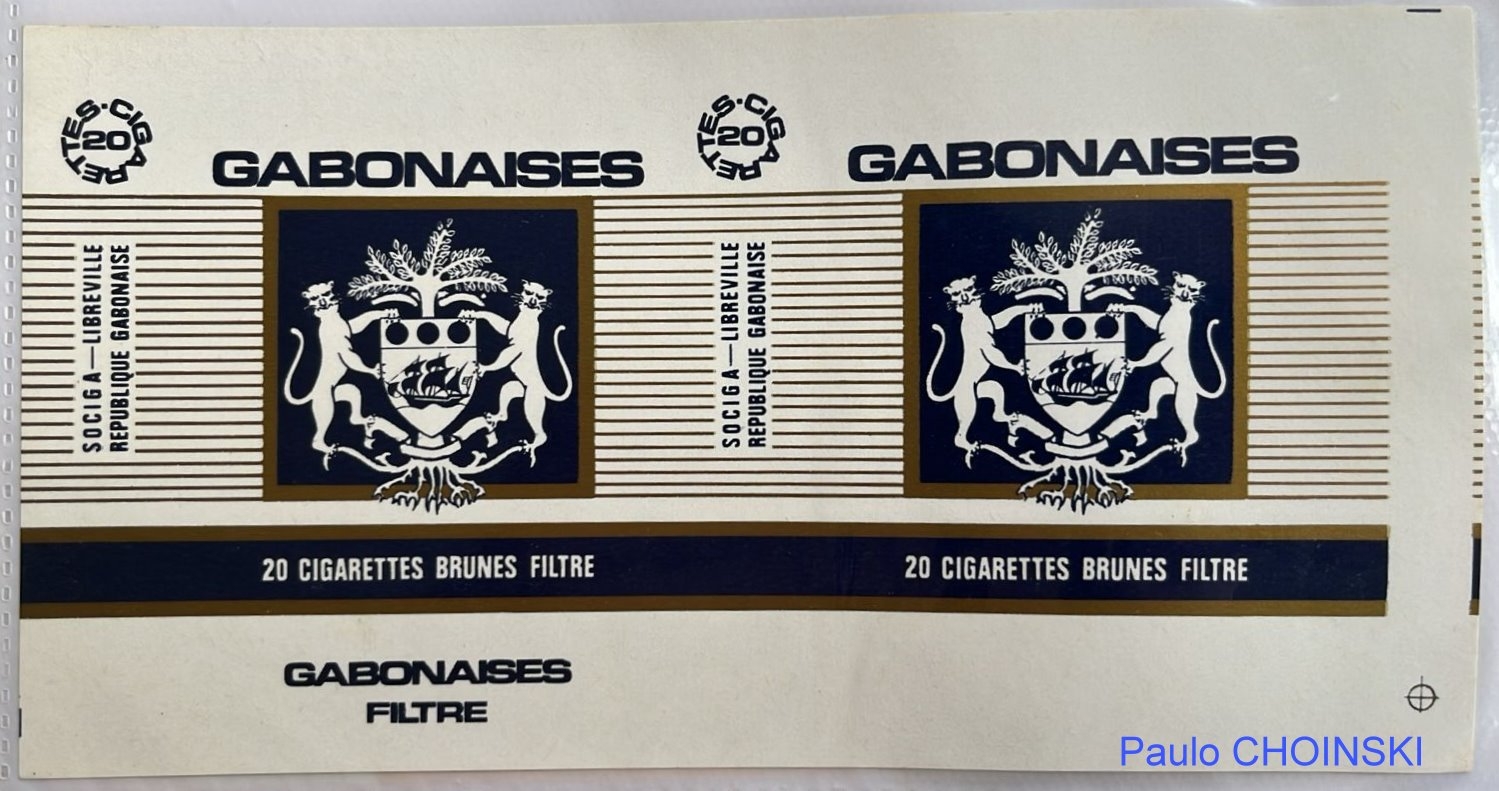 CIGARETTES · 20
GABONAISES
SOCIGA — LIBREVILLE
REPUBLIQUE GABONAISE
20 CIGARETTES BRUNES FILTRE
GABONAISES
FILTRE
CIGARETTES · 20
GABONAISES
SOCIGA — LIBREVILLE
REPUBLIQUE GABONAISE
20 CIGARETTES BRUNES FILTRE
Paulo CHOINSKI